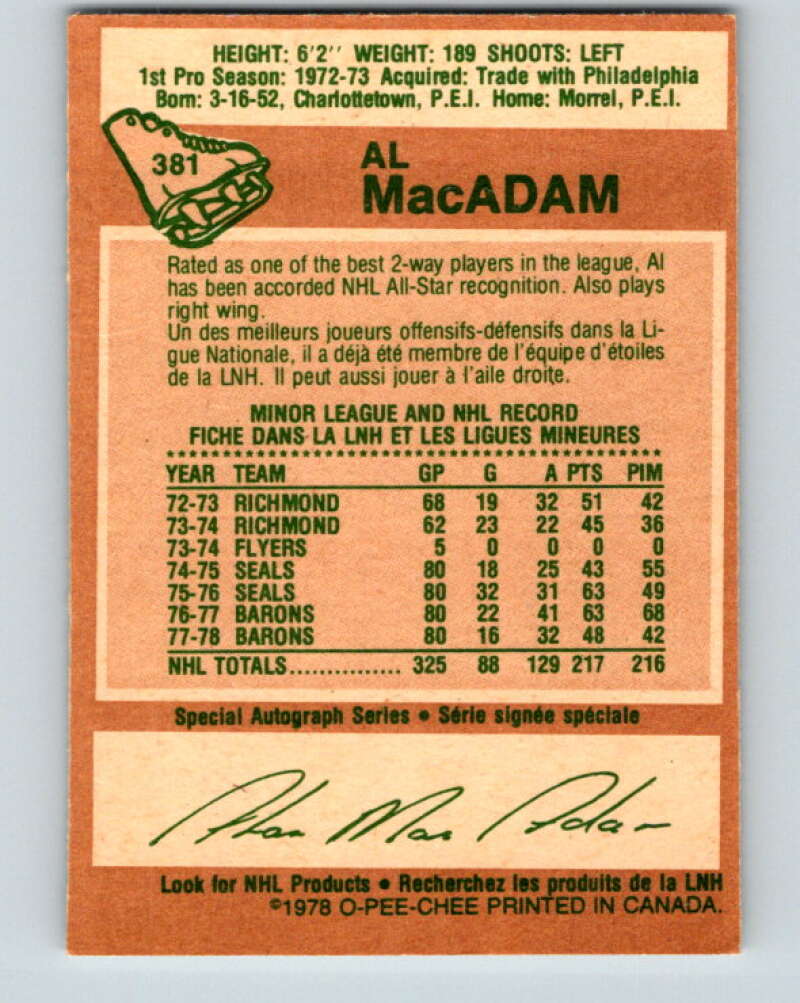 HEIGHT: 6'2'' WEIGHT: 189 SHOOTS: LEFT
1st Pro Season: 1972-73 Acquired: Trade with Philadelphia
Born: 3-16-52, Charlottetown, P.E.I. Home: Morrel, P.E.I.
381
AL
MacADAM
Rated as one of the best 2-way players in the league, Al
has been accorded NHL All-Star recognition. Also plays
right wing.
Un des meilleurs joueurs offensifs-défensifs dans la Li-
gue Nationale, il a déjà été membre de l'équipe d'étoiles
de la LNH. Il peut aussi jouer à l'aile droite.
MINOR LEAGUE AND NHL RECORD
FICHE DANS LA LNH ET LES LIGUES MINEURES
YEAR TEAM GP G A PTS PIM
72-73 RICHMOND 68 19 32 51 42
73-74 RICHMOND 62 23 22 45 36
73-74 FLYERS 5 0 0 0 0
74-75 SEALS 80 18 25 43 55
75-76 SEALS 80 32 31 63 49
76-77 BARONS 80 22 41 63 68
77-78 BARONS 80 16 32 48 42
NHL TOTALS............... 325 88 129 217 216
Special Autograph Series • Série signée spéciale
Alan Mac Adam
Look for NHL Products • Recherchez les produits de la LNH
©1978 O-PEE-CHEE PRINTED IN CANADA.